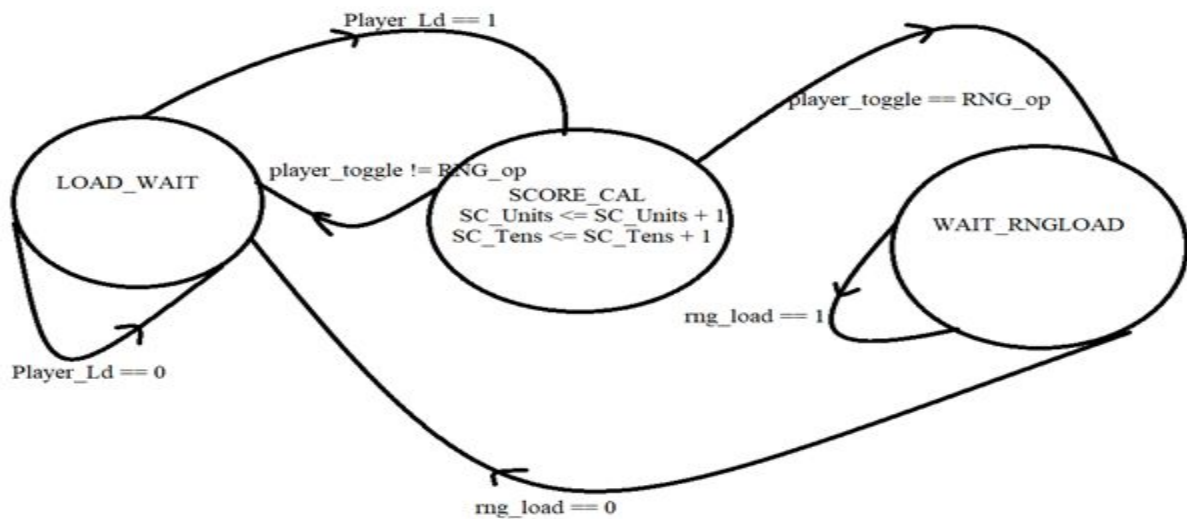 Player_Ld == 1
player_toggle == RNG_op
player_toggle != RNG_op
LOAD_WAIT
SCORE_CAL
SC_Units <= SC_Units + 1
SC_Tens <= SC_Tens + 1
WAIT_RNGLOAD
rng_load == 1
Player_Ld == 0
rng_load == 0